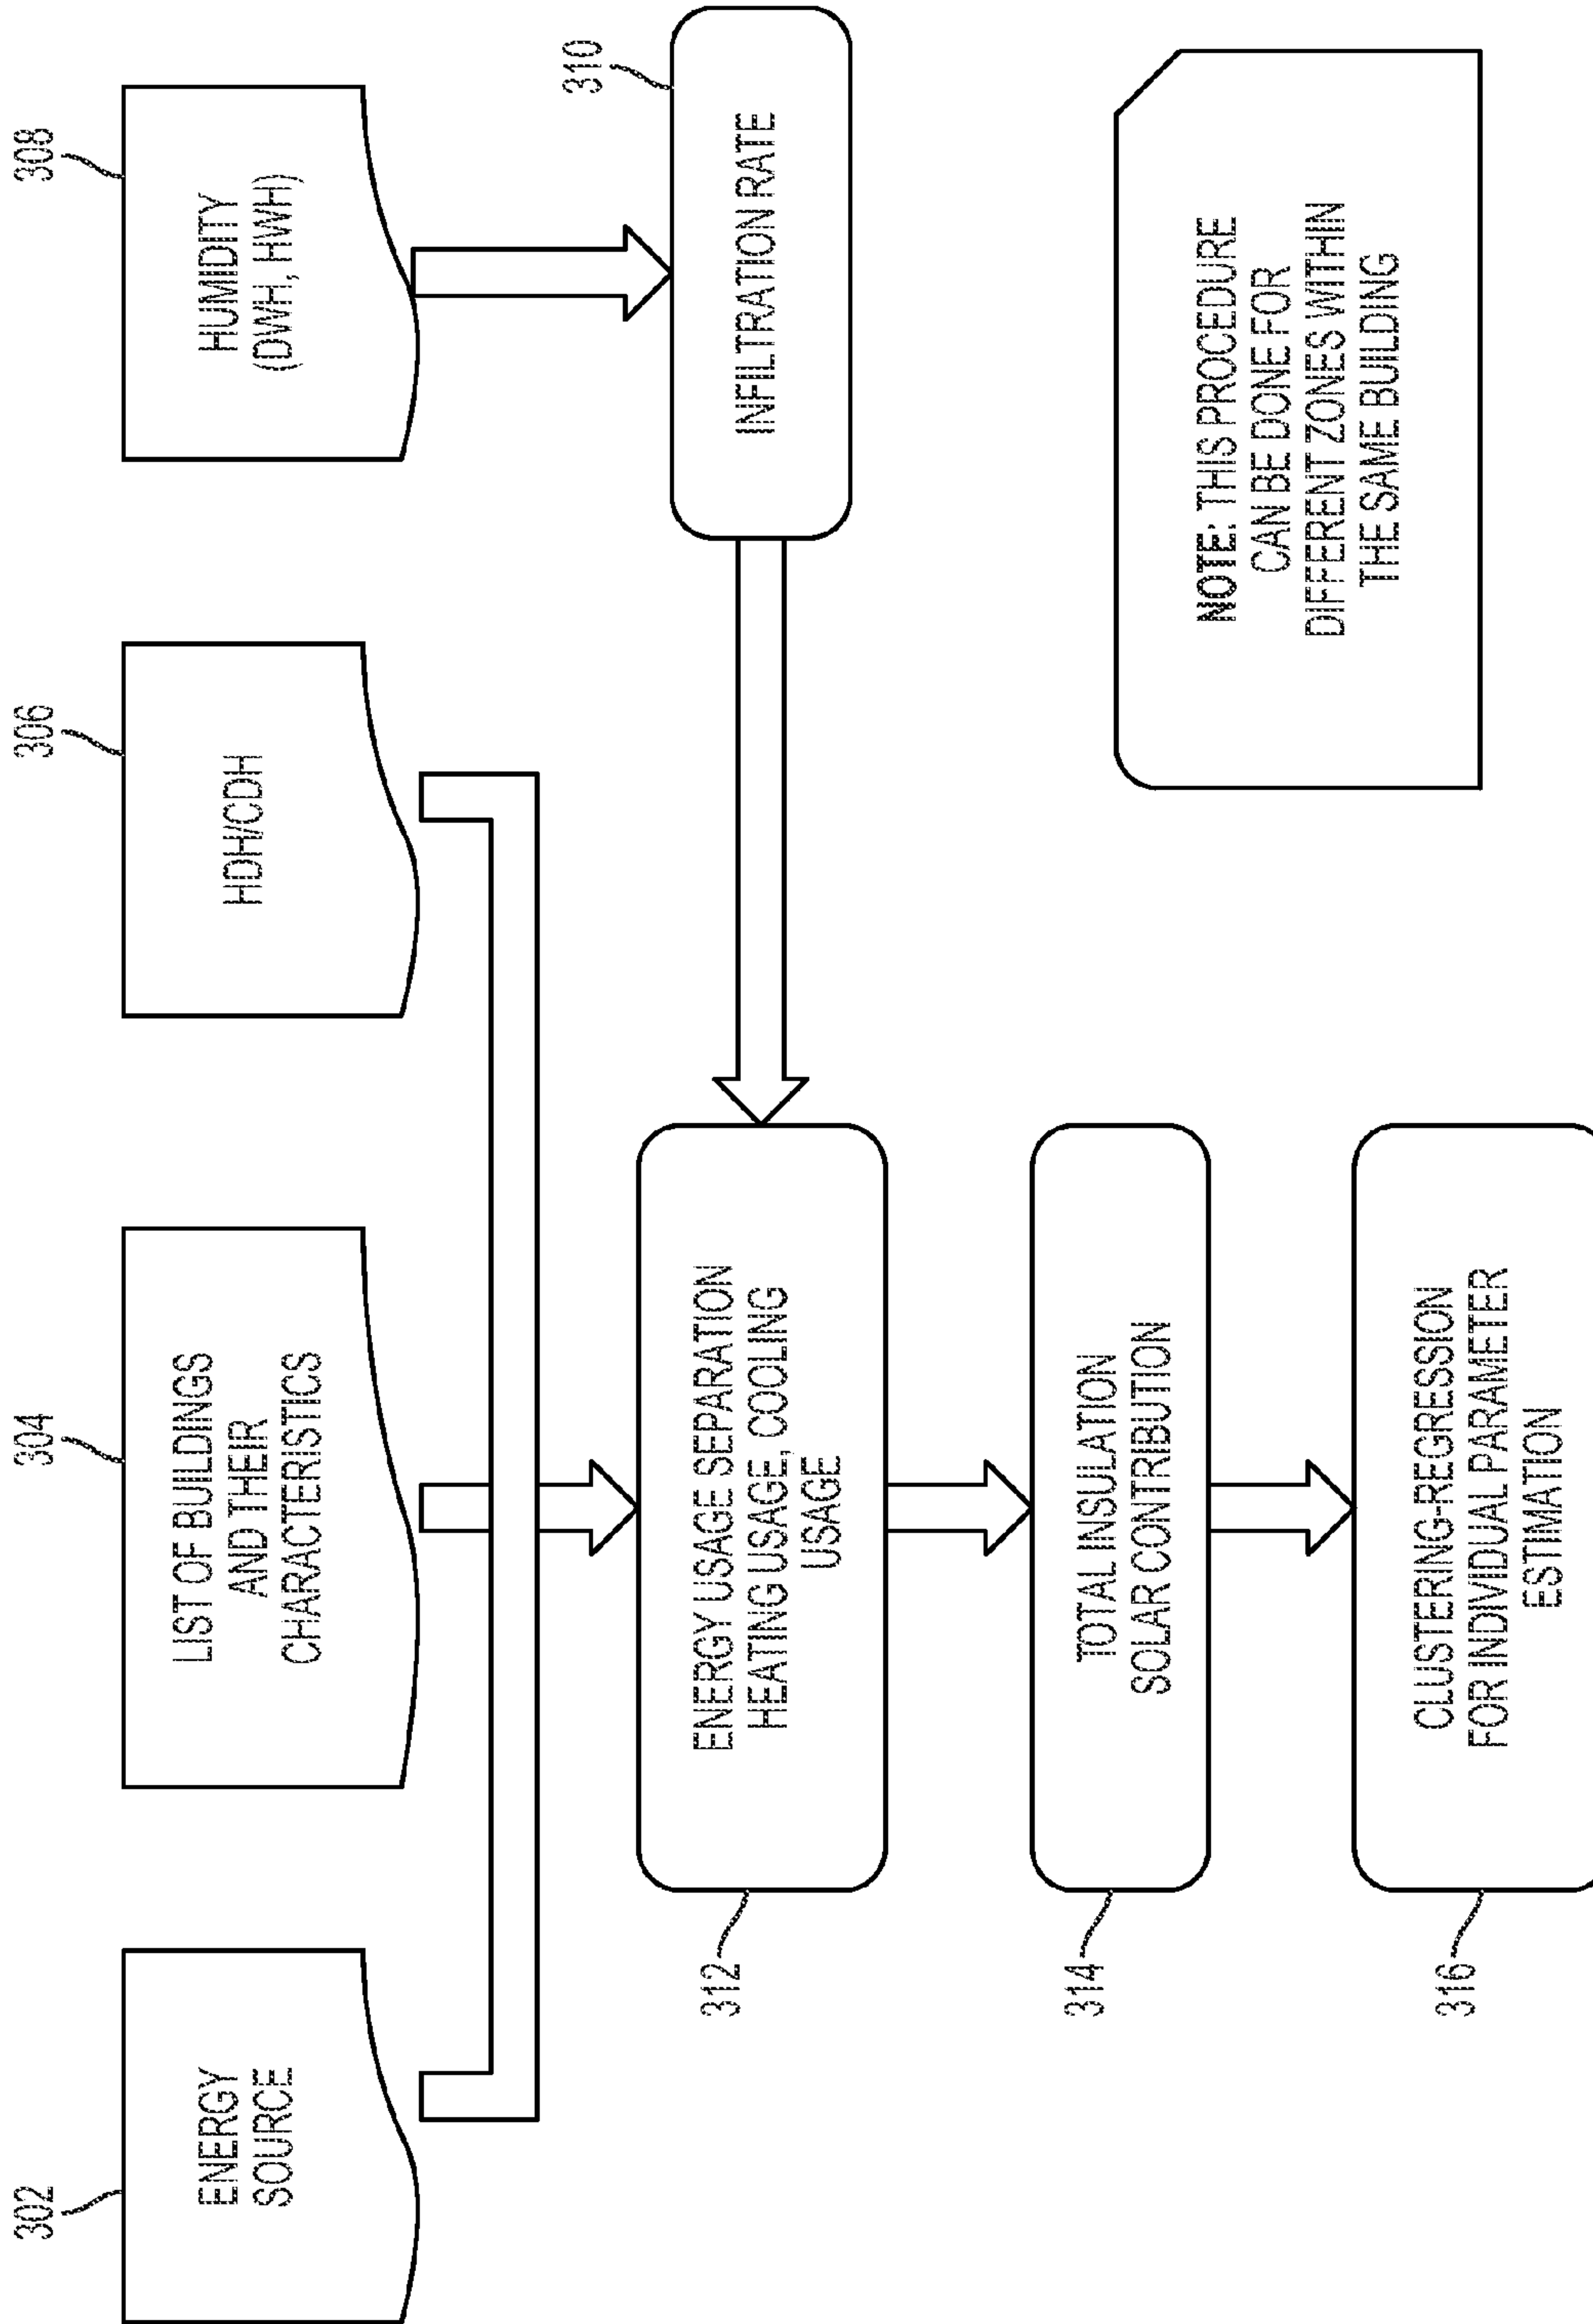 302
ENERGY
SOURCE
304
LIST OF BUILDINGS
AND THEIR
CHARACTERISTICS
306
HDH/CDH
308
HUMIDITY
(DWH, HWH)
310
INFILTRATION RATE
312
ENERGY USAGE SEPARATION
HEATING USAGE, COOLING
USAGE
314
TOTAL INSULATION
SOLAR CONTRIBUTION
316
CLUSTERING-REGRESSION
FOR INDIVIDUAL PARAMETER
ESTIMATION
NOTE: THIS PROCEDURE
CAN BE DONE FOR
DIFFERENT ZONES WITHIN
THE SAME BUILDING